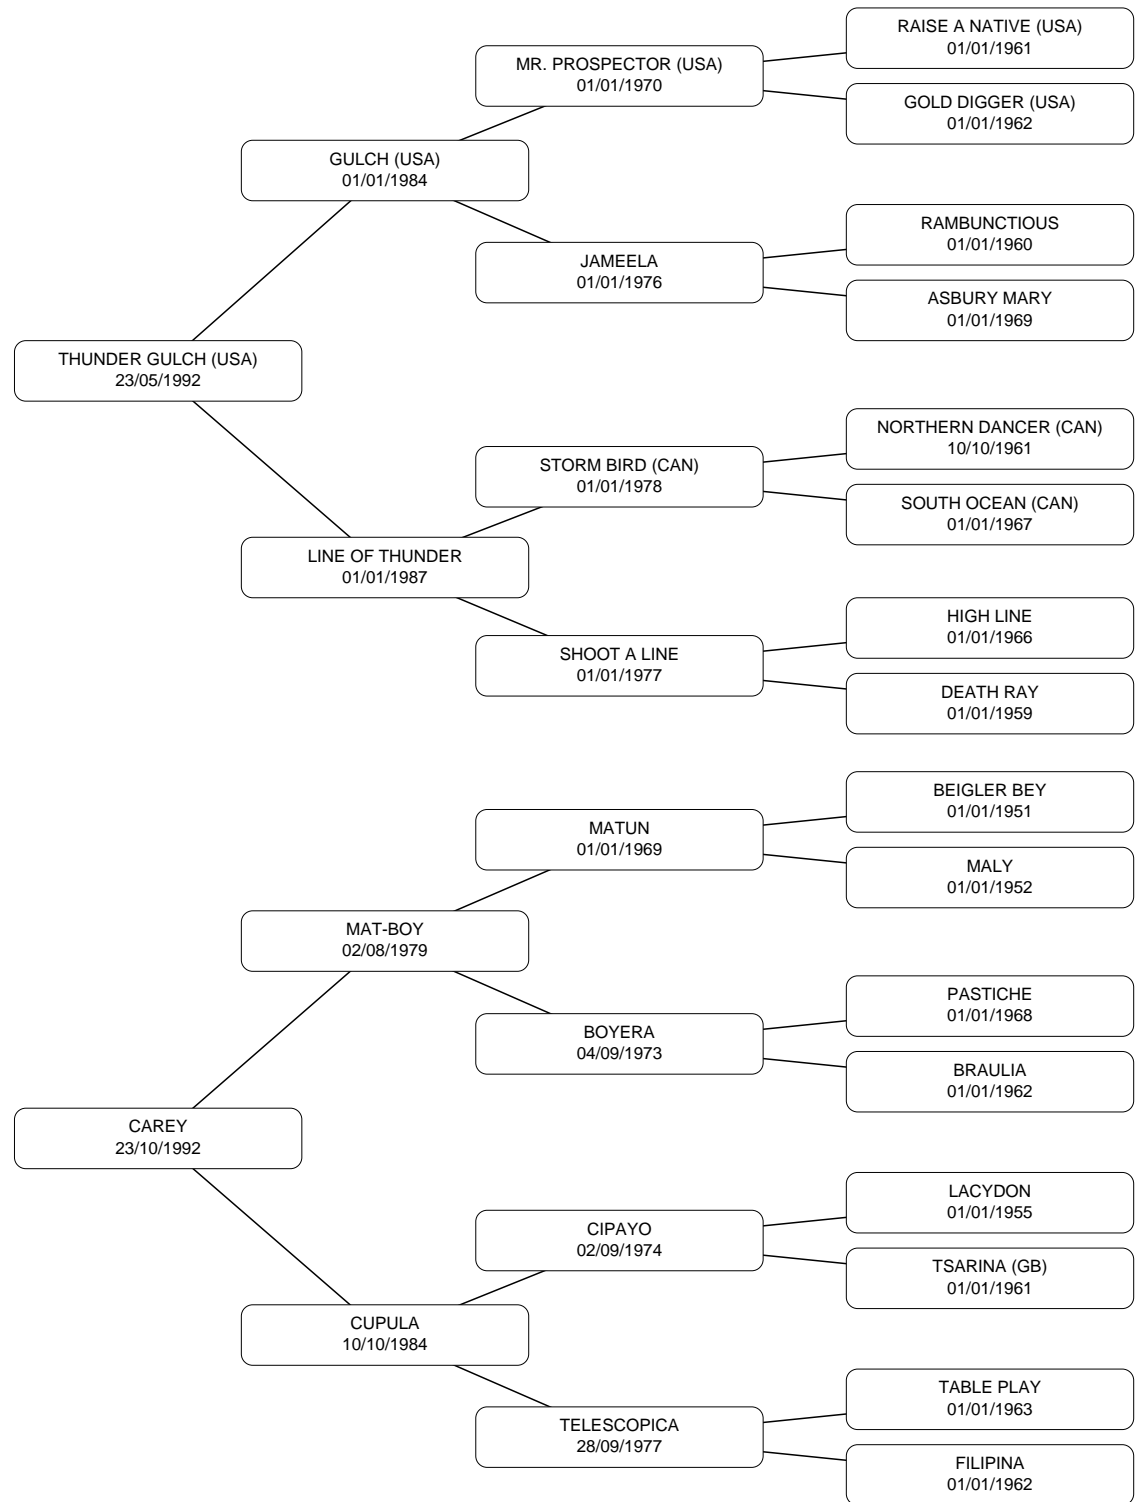 RAISE A NATIVE (USA)
01/01/1961
MR. PROSPECTOR (USA)
01/01/1970
GOLD DIGGER (USA)
01/01/1962
GULCH (USA)
01/01/1984
RAMBUNCTIOUS
01/01/1960
JAMEELA
01/01/1976
ASBURY MARY
01/01/1969
THUNDER GULCH (USA)
23/05/1992
NORTHERN DANCER (CAN)
10/10/1961
STORM BIRD (CAN)
01/01/1978
SOUTH OCEAN (CAN)
01/01/1967
LINE OF THUNDER
01/01/1987
HIGH LINE
01/01/1966
SHOOT A LINE
01/01/1977
DEATH RAY
01/01/1959
BEIGLER BEY
01/01/1951
MATUN
01/01/1969
MALY
01/01/1952
MAT-BOY
02/08/1979
PASTICHE
01/01/1968
BOYERA
04/09/1973
BRAULIA
01/01/1962
CAREY
23/10/1992
LACYDON
01/01/1955
CIPAYO
02/09/1974
TSARINA (GB)
01/01/1961
CUPULA
10/10/1984
TABLE PLAY
01/01/1963
TELESCOPICA
28/09/1977
FILIPINA
01/01/1962